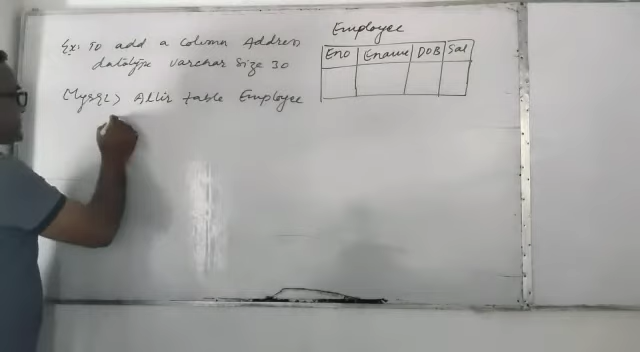 Ex: To add a column Address
datatype varchar size 30
Mysql> Alter table Employee
Employee
Eno Ename DOB Sal